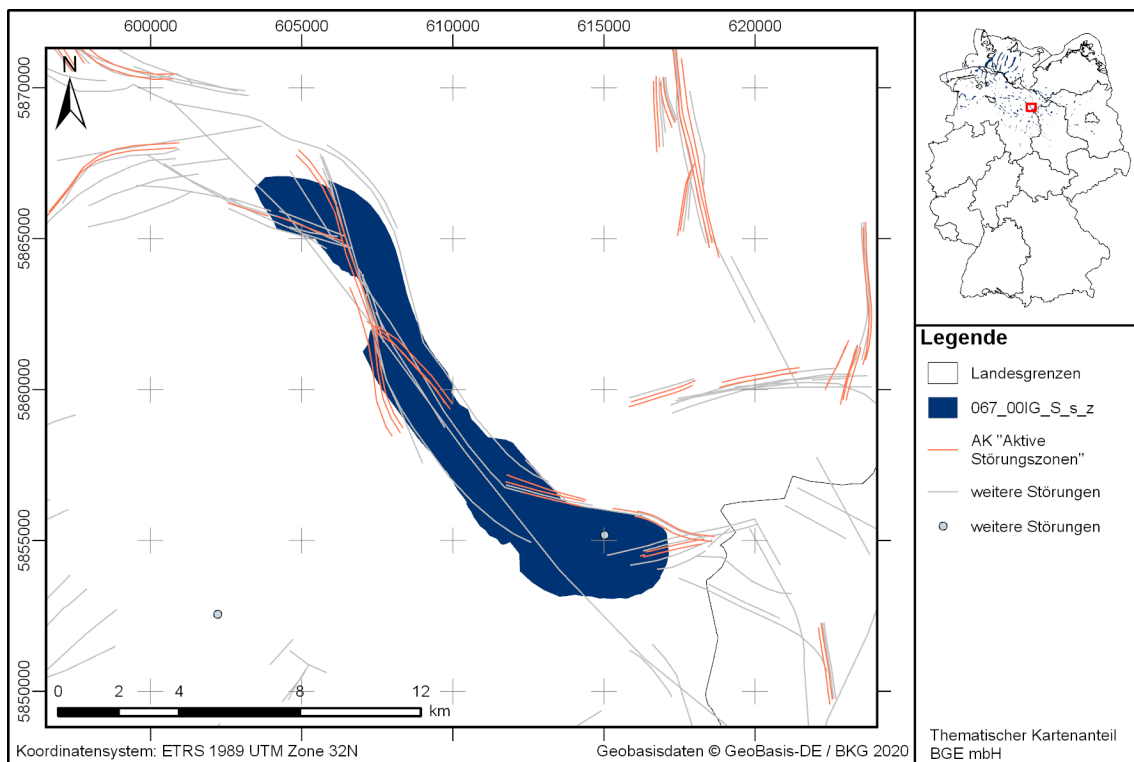 600000 605000 610000 615000 620000
5870000
5865000
5860000
5855000
5850000
N
0 2 4 8 12
km
Koordinatensystem: ETRS 1989 UTM Zone 32N
Geobasisdaten © GeoBasis-DE / BKG 2020
Legende
Landesgrenzen
067_00IG_S_s_z
AK "Aktive
Störungszonen"
weitere Störungen
weitere Störungen
Thematischer Kartenanteil
BGE mbH